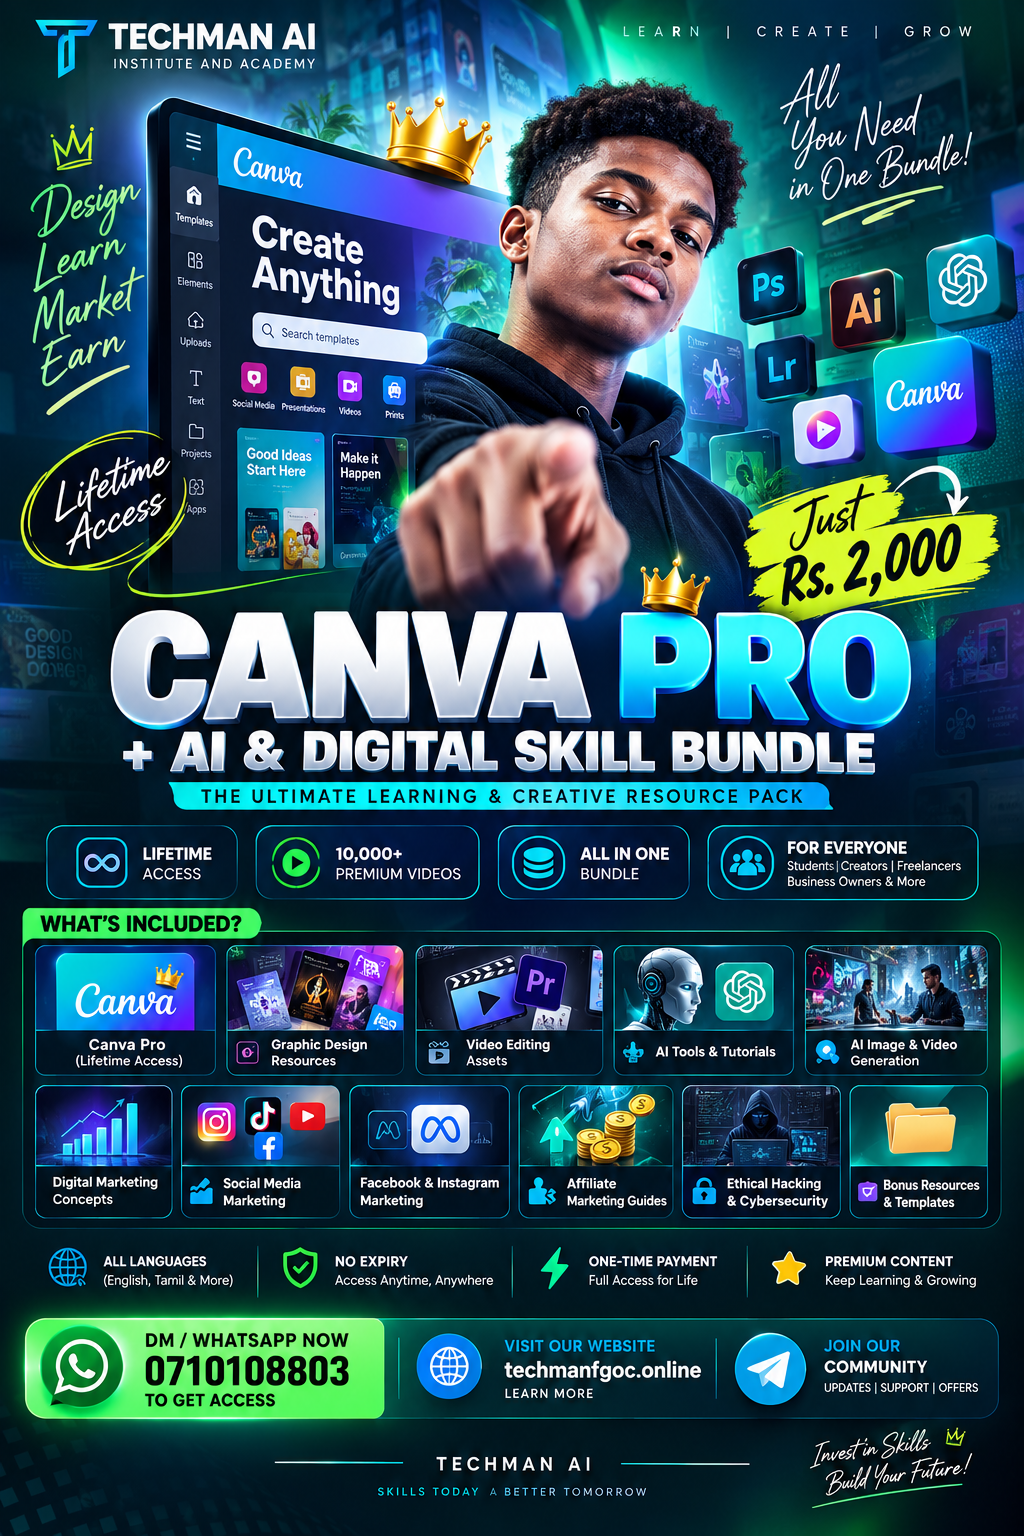 TECHMAN AI
INSTITUTE AND ACADEMY
LEARN | CREATE | GROW
All
You Need
in One Bundle!
Design
Learn
Market
Earn
Lifetime
Access
Canva
Templates
Elements
Uploads
Text
Projects
Apps
Create
Anything
Search templates
Social Media
Presentations
Videos
Prints
Good Ideas
Start Here
Make it
Happen
Ps
Ai
Lr
Canva
Just
Rs. 2,000
GOOD
DESIGN
CANVA PRO
+ AI & DIGITAL SKILL BUNDLE
THE ULTIMATE LEARNING & CREATIVE RESOURCE PACK
LIFETIME
ACCESS
10,000+
PREMIUM VIDEOS
ALL IN ONE
BUNDLE
FOR EVERYONE
Students | Creators | Freelancers
Business Owners & More
WHAT'S INCLUDED?
Canva
Canva Pro
(Lifetime Access)
Graphic Design
Resources
Pr
Video Editing
Assets
AI Tools & Tutorials
AI Image & Video
Generation
Digital Marketing
Concepts
Social Media
Marketing
Facebook & Instagram
Marketing
Affiliate
Marketing Guides
Ethical Hacking
& Cybersecurity
Bonus Resources
& Templates
ALL LANGUAGES
(English, Tamil & More)
NO EXPIRY
Access Anytime, Anywhere
ONE-TIME PAYMENT
Full Access for Life
PREMIUM CONTENT
Keep Learning & Growing
DM / WHATSAPP NOW
0710108803
TO GET ACCESS
VISIT OUR WEBSITE
techmanfgoc.online
LEARN MORE
JOIN OUR
COMMUNITY
UPDATES | SUPPORT | OFFERS
TECHMAN AI
SKILLS TODAY A BETTER TOMORROW
Invest in Skills
Build Your Future!